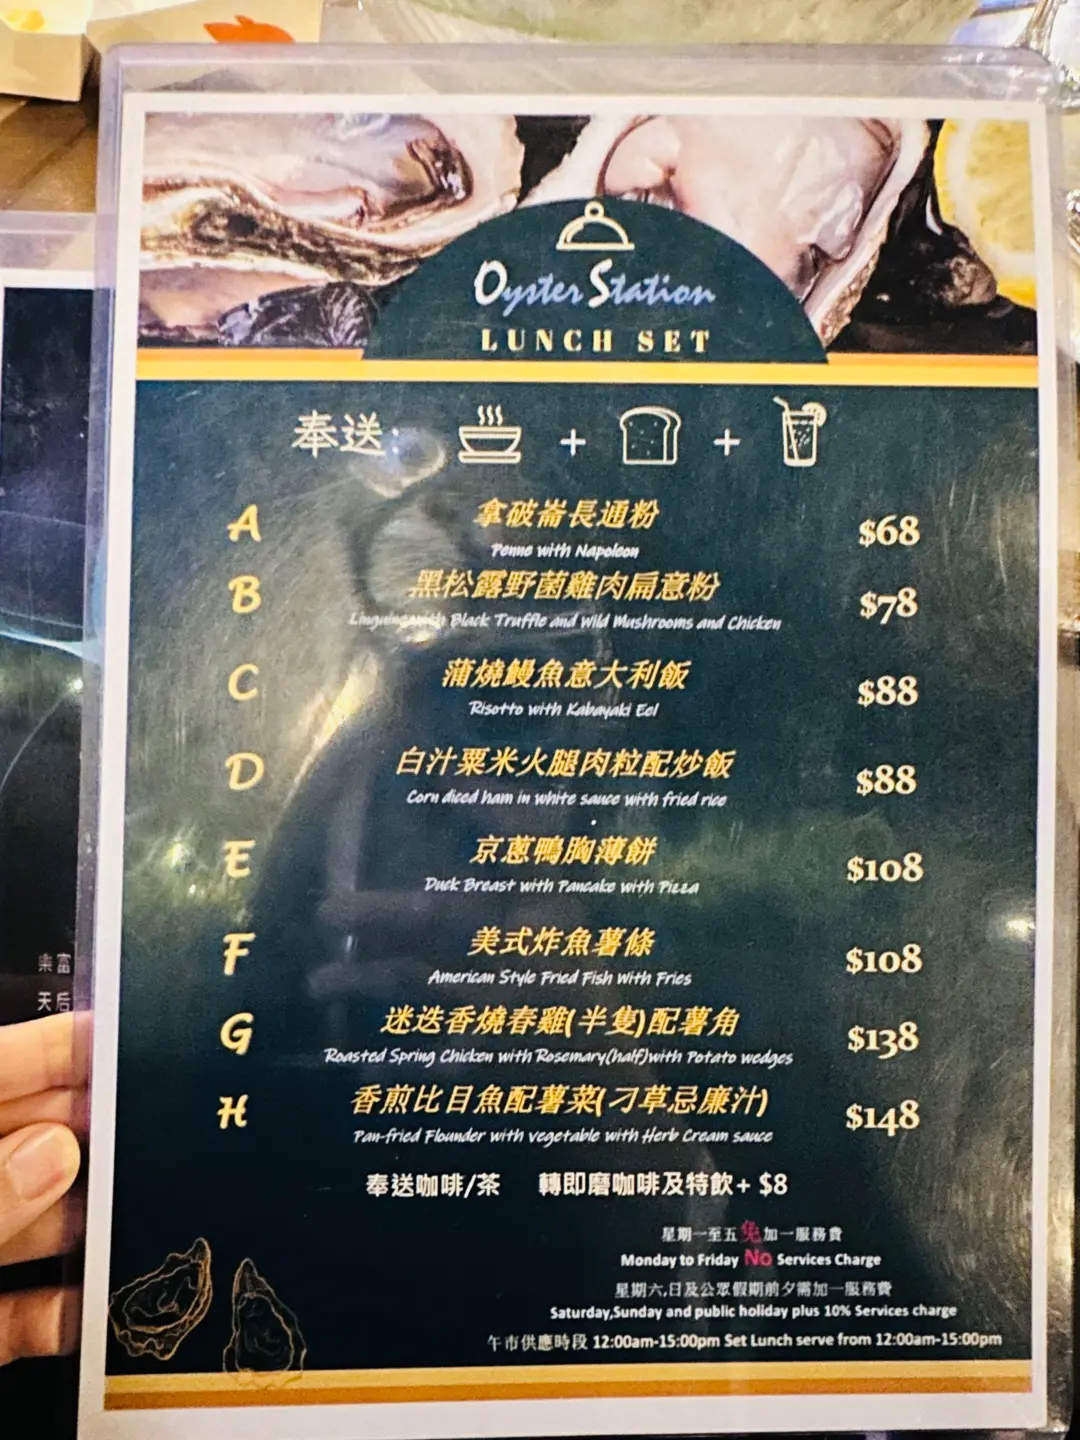 Oyster Station
LUNCH SET
奉送:
+ +
A 拿破崙長通粉 $68
Penne with Napoleon
B 黑松露野菌雞肉扁意粉 $78
Linguine with Black Truffle and Wild Mushrooms and Chicken
C 蒲燒鰻魚意大利飯 $88
Risotto with Kabayaki Eel
D 白汁粟米火腿肉粒配炒飯 $88
Corn diced ham in white sauce with fried rice
E 京蔥鴨胸薄餅 $108
Duck Breast with Pancake with Pizza
F 美式炸魚薯條 $108
American Style Fried Fish with Fries
G 迷迭香燒春雞(半隻)配薯角 $138
Roasted Spring Chicken with Rosemary(half)with Potato wedges
H 香煎比目魚配薯菜(刁草忌廉汁) $148
Pan-fried Flounder with vegetable with Herb Cream sauce
奉送咖啡/茶 轉即磨咖啡及特飲+ $8
星期一至五免加一服務費
Monday to Friday No Services Charge
星期六,日及公眾假期前夕需加一服務費
Saturday,Sunday and public holiday plus 10% Services charge
午市供應時段 12:00am-15:00pm Set Lunch serve from 12:00am-15:00pm
天后